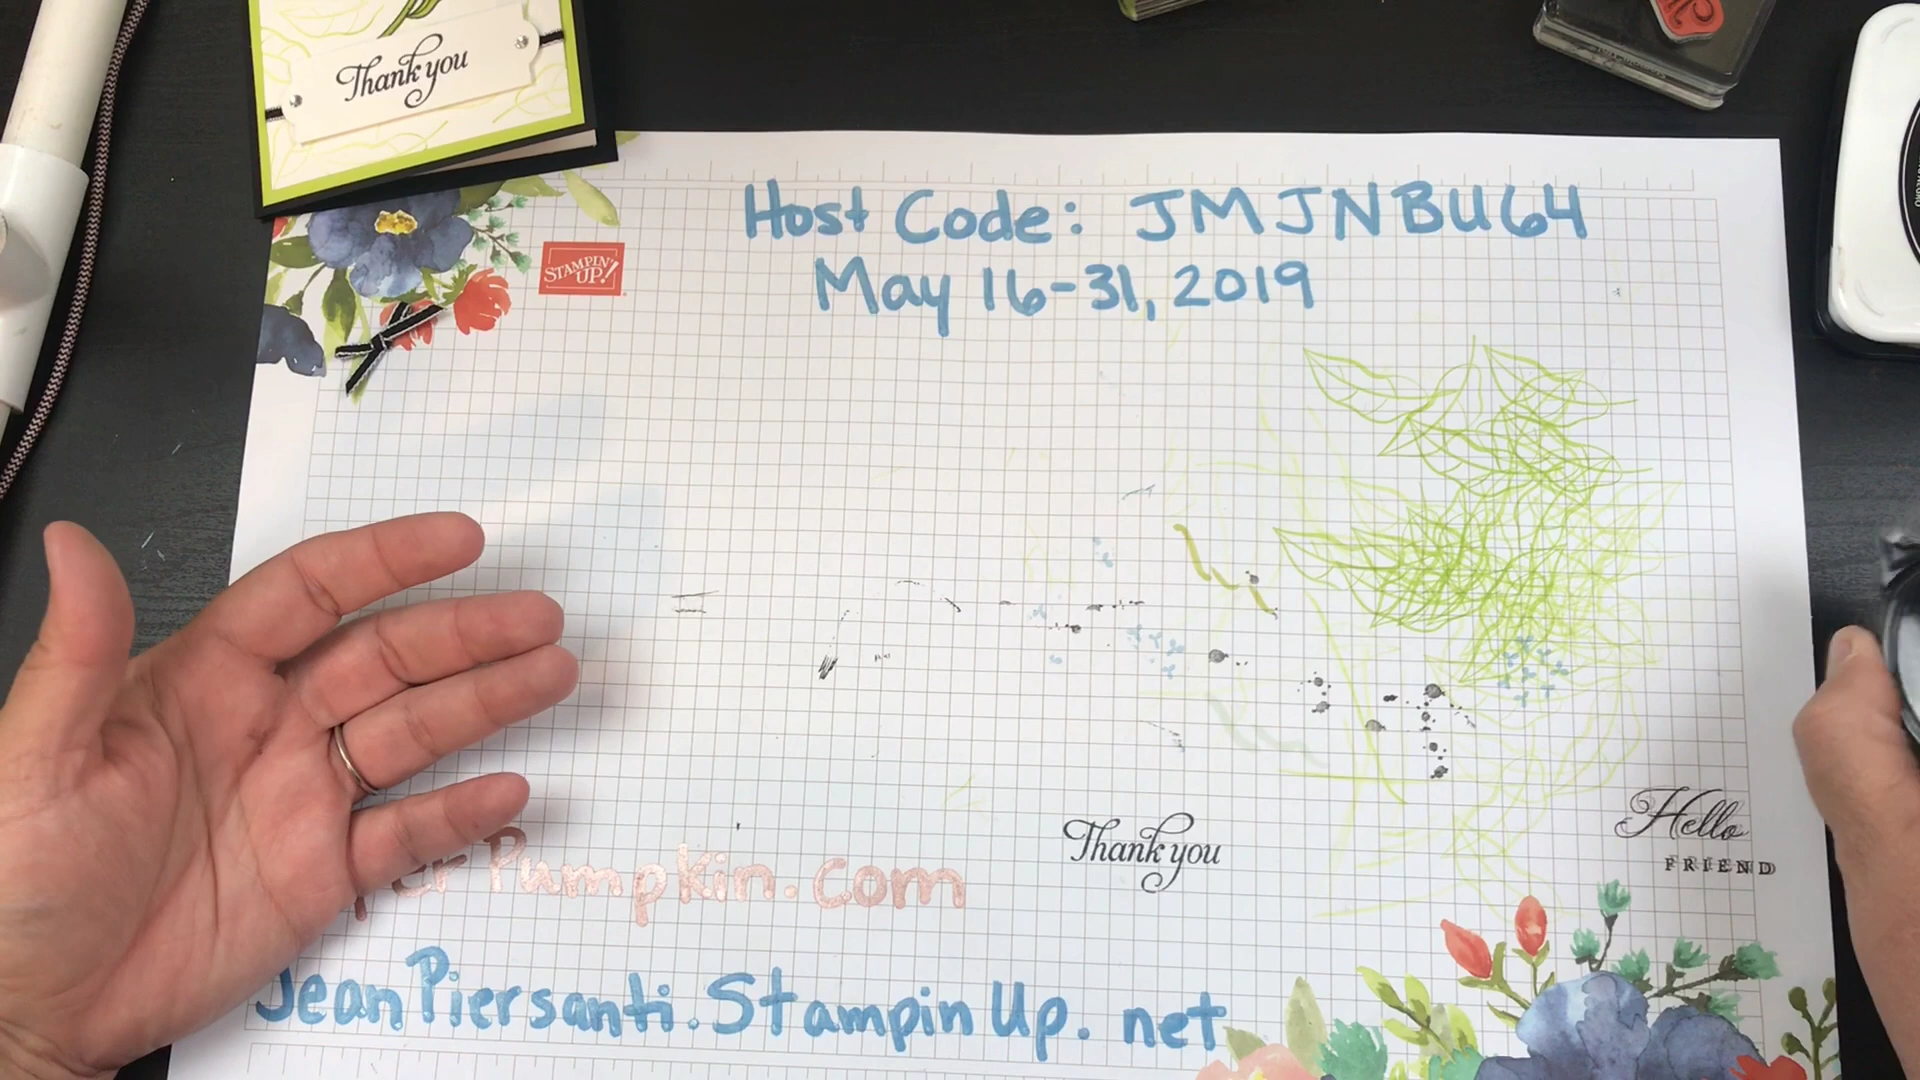 Thank you
Host Code: JMJNBU64
STAMPIN' UP!
May 16-31, 2019
Thank you
Hello
FRIEND
Pumpkin.com
JeanPiersanti.StampinUp.net